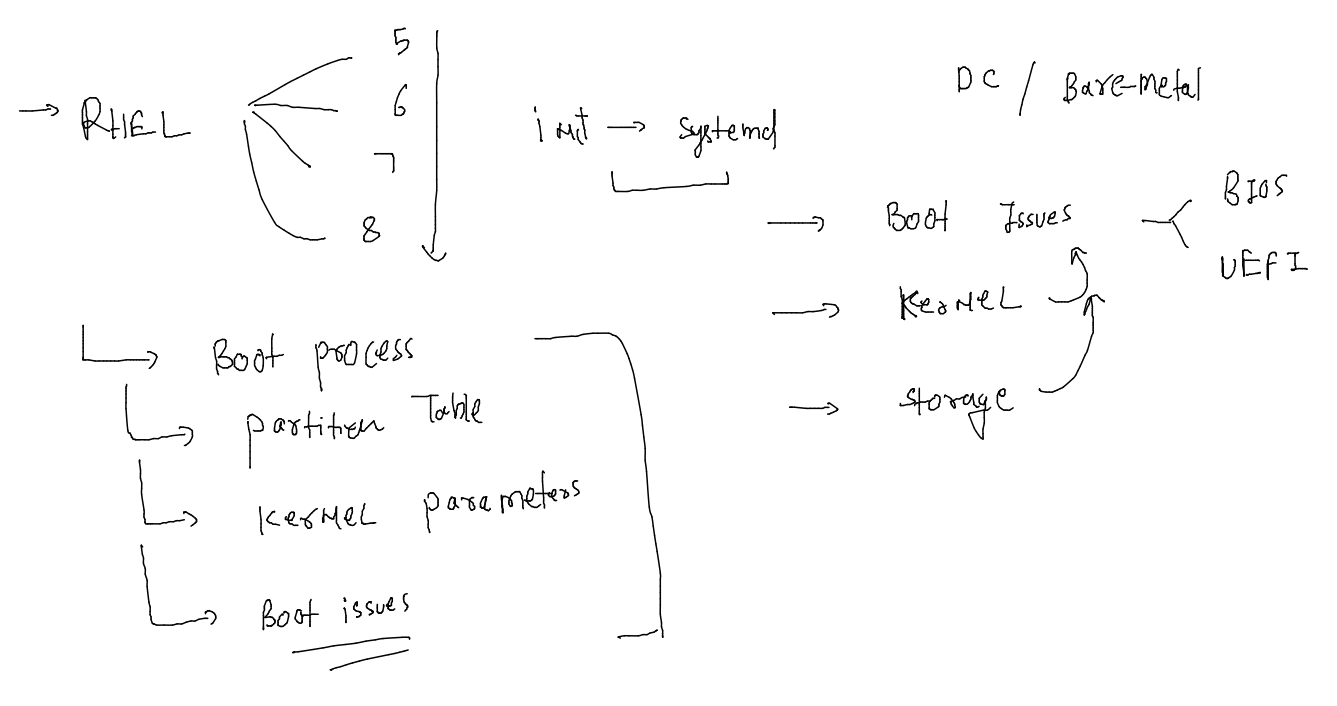 → RHEL
5
6
7
8
init → systemd
DC / Bare-metal
→ Boot Issues
BIOS
UEFI
→ Kernel
→ storage
→ Boot process
→ partition Table
→ Kernel parameters
→ Boot issues